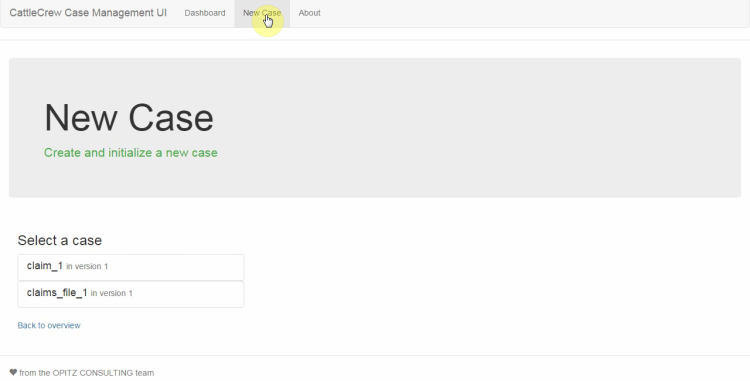 CattleCrew Case Management UI Dashboard New Case About
New Case
Create and initialize a new case
Select a case
claim_1 in version 1
claims_file_1 in version 1
Back to overview
from the OPITZ CONSULTING team